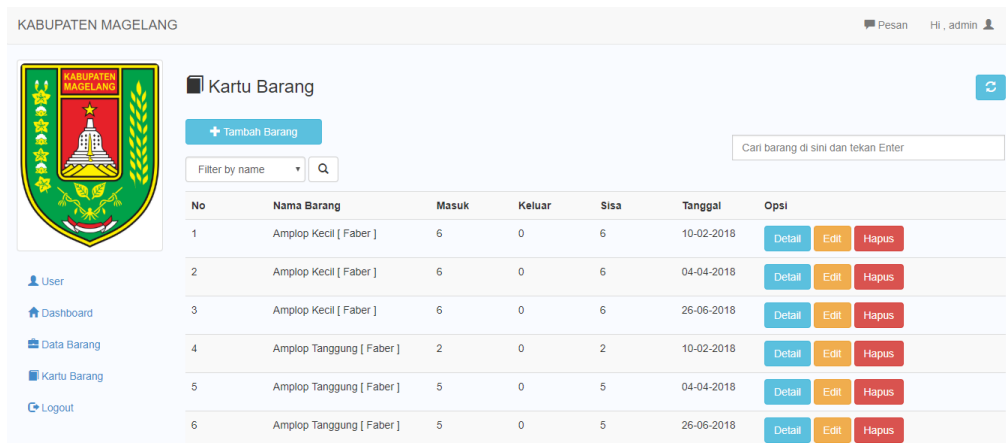 KABUPATEN MAGELANG
Pesan Hi , admin
KABUPATEN
MAGELANG
Kartu Barang
Tambah Barang
Cari barang di sini dan tekan Enter
Filter by name
No Nama Barang Masuk Keluar Sisa Tanggal Opsi
1 Amplop Kecil [ Faber ] 6 0 6 10-02-2018 Detail Edit Hapus
2 Amplop Kecil [ Faber ] 6 0 6 04-04-2018 Detail Edit Hapus
3 Amplop Kecil [ Faber ] 6 0 6 26-06-2018 Detail Edit Hapus
4 Amplop Tanggung [ Faber ] 2 0 2 10-02-2018 Detail Edit Hapus
5 Amplop Tanggung [ Faber ] 5 0 5 04-04-2018 Detail Edit Hapus
6 Amplop Tanggung [ Faber ] 5 0 5 26-06-2018 Detail Edit Hapus
User
Dashboard
Data Barang
Kartu Barang
Logout